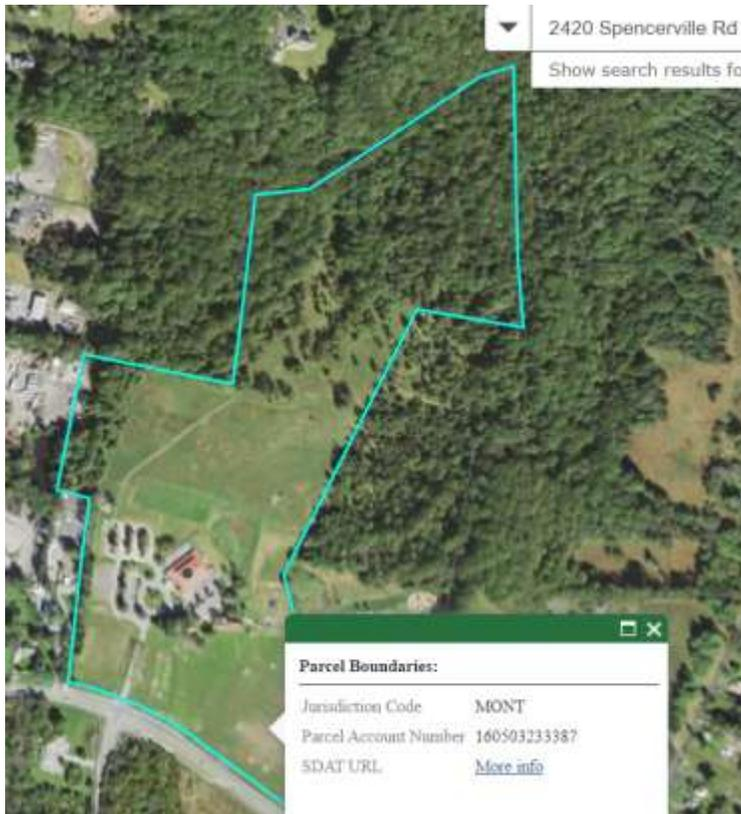 2420 Spencerville Rd
Show search results fo
Parcel Boundaries:
Jurisdiction Code MONT
Parcel Account Number 160503233387
SDAT URL More info